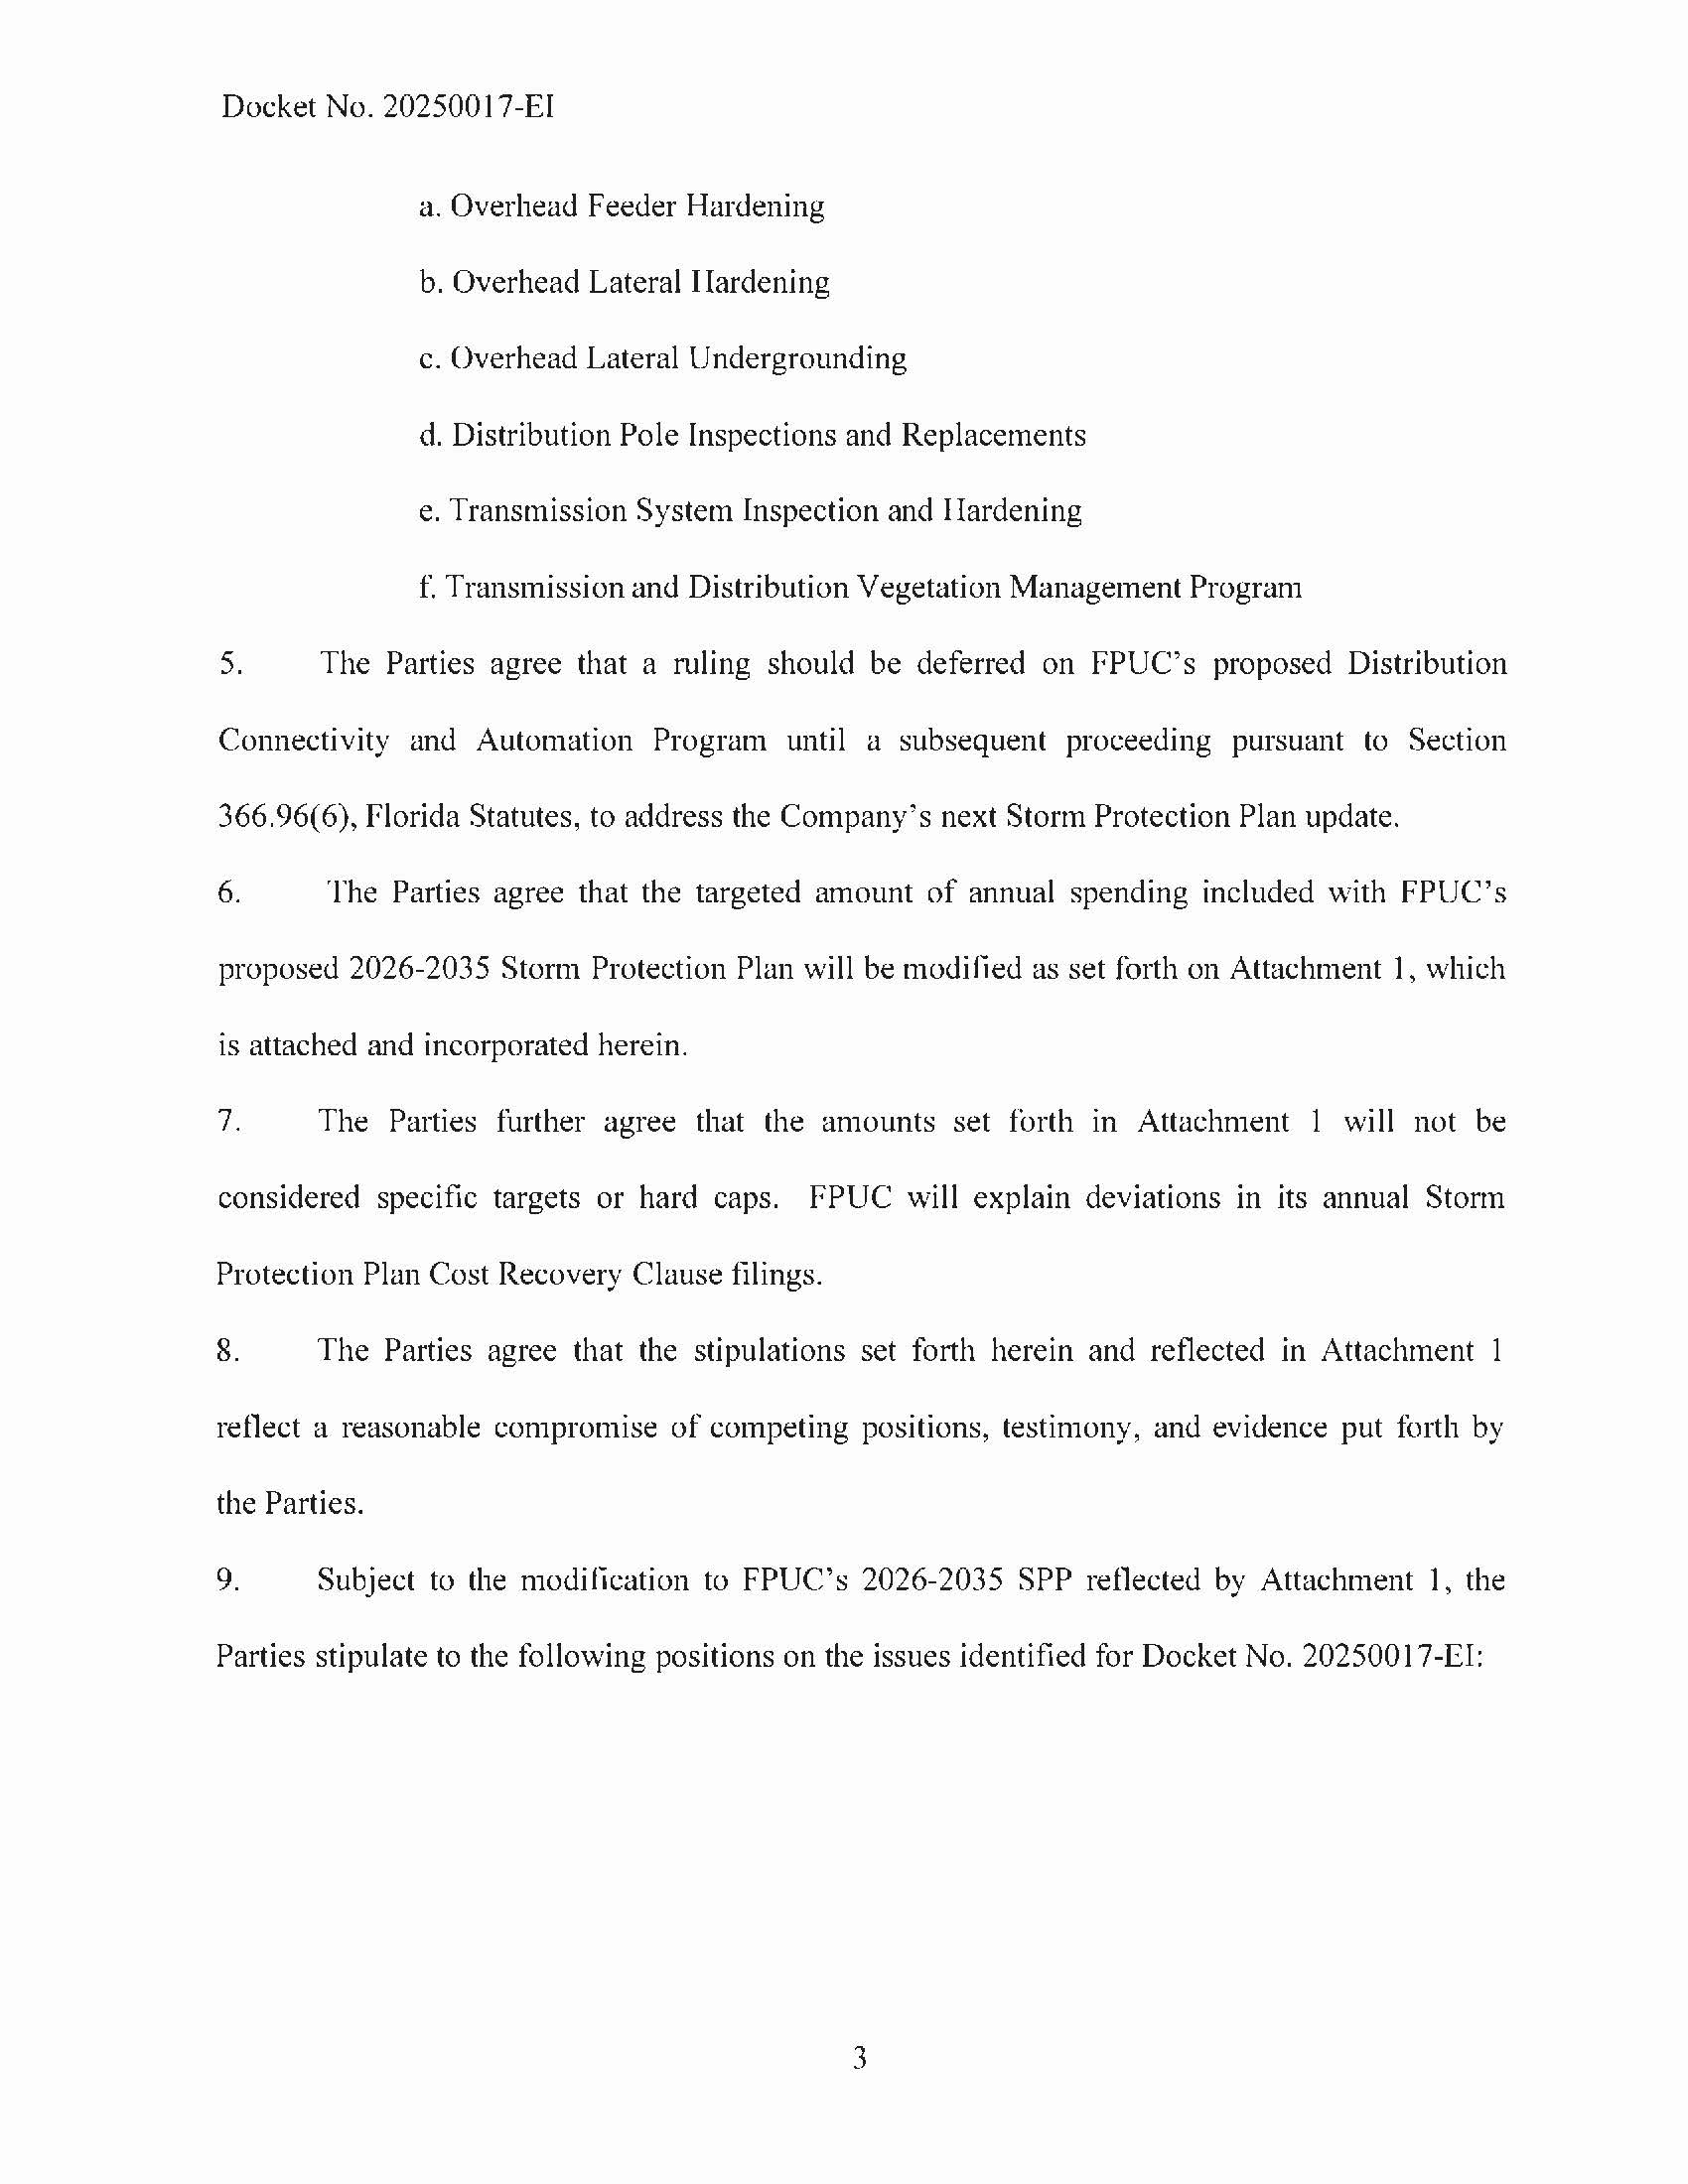 Docket No. 20250017-EI
a. Overhead Feeder Hardening
b. Overhead Lateral Hardening
c. Overhead Lateral Undergrounding
d. Distribution Pole Inspections and Replacements
e. Transmission System Inspection and Hardening
f. Transmission and Distribution Vegetation Management Program
5. The Parties agree that a ruling should be deferred on FPUC's proposed Distribution
Connectivity and Automation Program until a subsequent proceeding pursuant to Section
366.96(6), Florida Statutes, to address the Company's next Storm Protection Plan update.
6. The Parties agree that the targeted amount of annual spending included with FPUC's
proposed 2026-2035 Storm Protection Plan will be modified as set forth on Attachment 1, which
is attached and incorporated herein.
7. The Parties further agree that the amounts set forth in Attachment 1 will not be
considered specific targets or hard caps. FPUC will explain deviations in its annual Storm
Protection Plan Cost Recovery Clause filings.
8. The Parties agree that the stipulations set forth herein and reflected in Attachment 1
reflect a reasonable compromise of competing positions, testimony, and evidence put forth by
the Parties.
9. Subject to the modification to FPUC's 2026-2035 SPP reflected by Attachment 1, the
Parties stipulate to the following positions on the issues identified for Docket No. 20250017-EI:
3